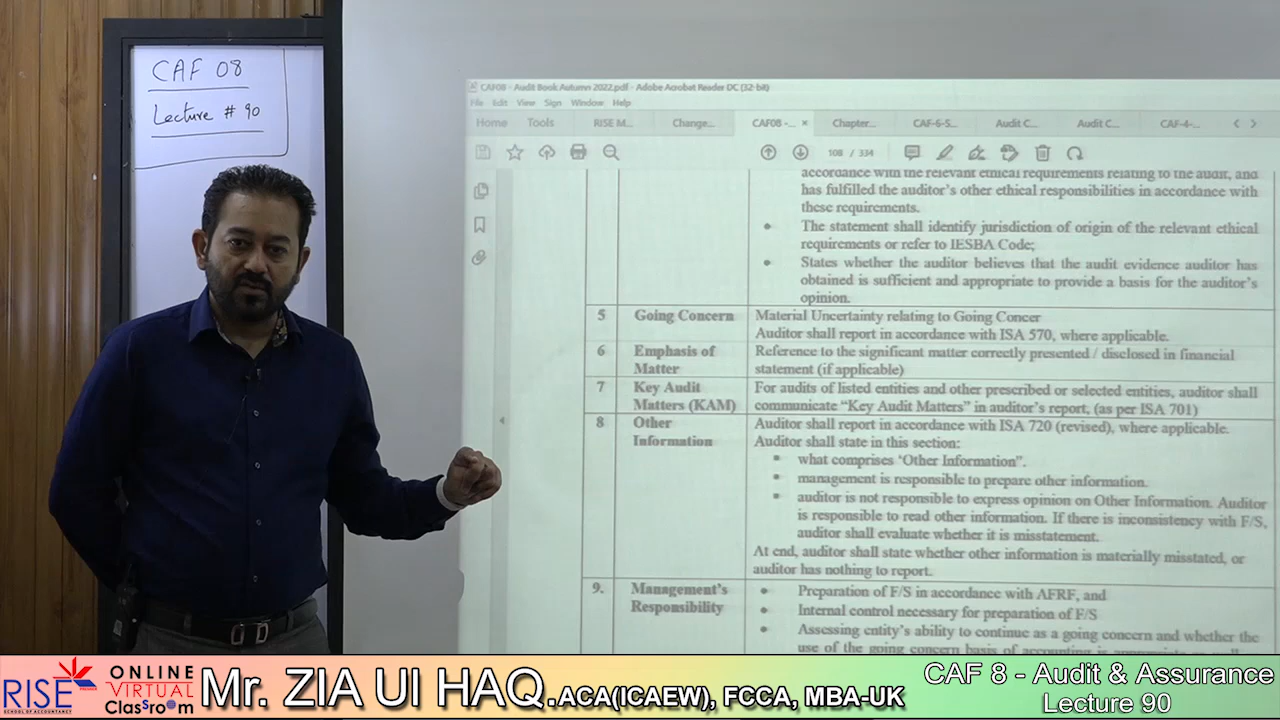 CAF 08
Lecture # 90
CAF08 - Audit Book Autumn 2022.pdf - Adobe Acrobat Reader DC (32-bit)
File Edit View Sign Window Help
Home Tools RISE M... Change... CAF08 -... × Chapter... CAF-6-S... Audit C... Audit C... CAF-4-...
108 / 334
accordance with the relevant ethical requirements relating to the audit, and
has fulfilled the auditor's other ethical responsibilities in accordance with
these requirements.
• The statement shall identify jurisdiction of origin of the relevant ethical
requirements or refer to IESBA Code;
• States whether the auditor believes that the audit evidence auditor has
obtained is sufficient and appropriate to provide a basis for the auditor's
opinion.
5 Going Concern Material Uncertainty relating to Going Concer
Auditor shall report in accordance with ISA 570, where applicable.
6 Emphasis of Reference to the significant matter correctly presented / disclosed in financial
Matter statement (if applicable)
7 Key Audit For audits of listed entities and other prescribed or selected entities, auditor shall
Matters (KAM) communicate "Key Audit Matters" in auditor's report, (as per ISA 701)
8 Other Auditor shall report in accordance with ISA 720 (revised), where applicable.
Information Auditor shall state in this section:
▪ what comprises 'Other Information".
▪ management is responsible to prepare other information.
▪ auditor is not responsible to express opinion on Other Information. Auditor
is responsible to read other information. If there is inconsistency with F/S,
auditor shall evaluate whether it is misstatement.
At end, auditor shall state whether other information is materially misstated, or
auditor has nothing to report.
9. Management's • Preparation of F/S in accordance with AFRF, and
Responsibility • Internal control necessary for preparation of F/S
• Assessing entity's ability to continue as a going concern and whether the
use of the going concern basis of accounting is appropriate
RISE SCHOOL OF ACCOUNTANCY
ONLINE VIRTUAL ClasSroom
Mr. ZIA Ul HAQ. ACA(ICAEW), FCCA, MBA-UK
CAF 8 - Audit & Assurance
Lecture 90